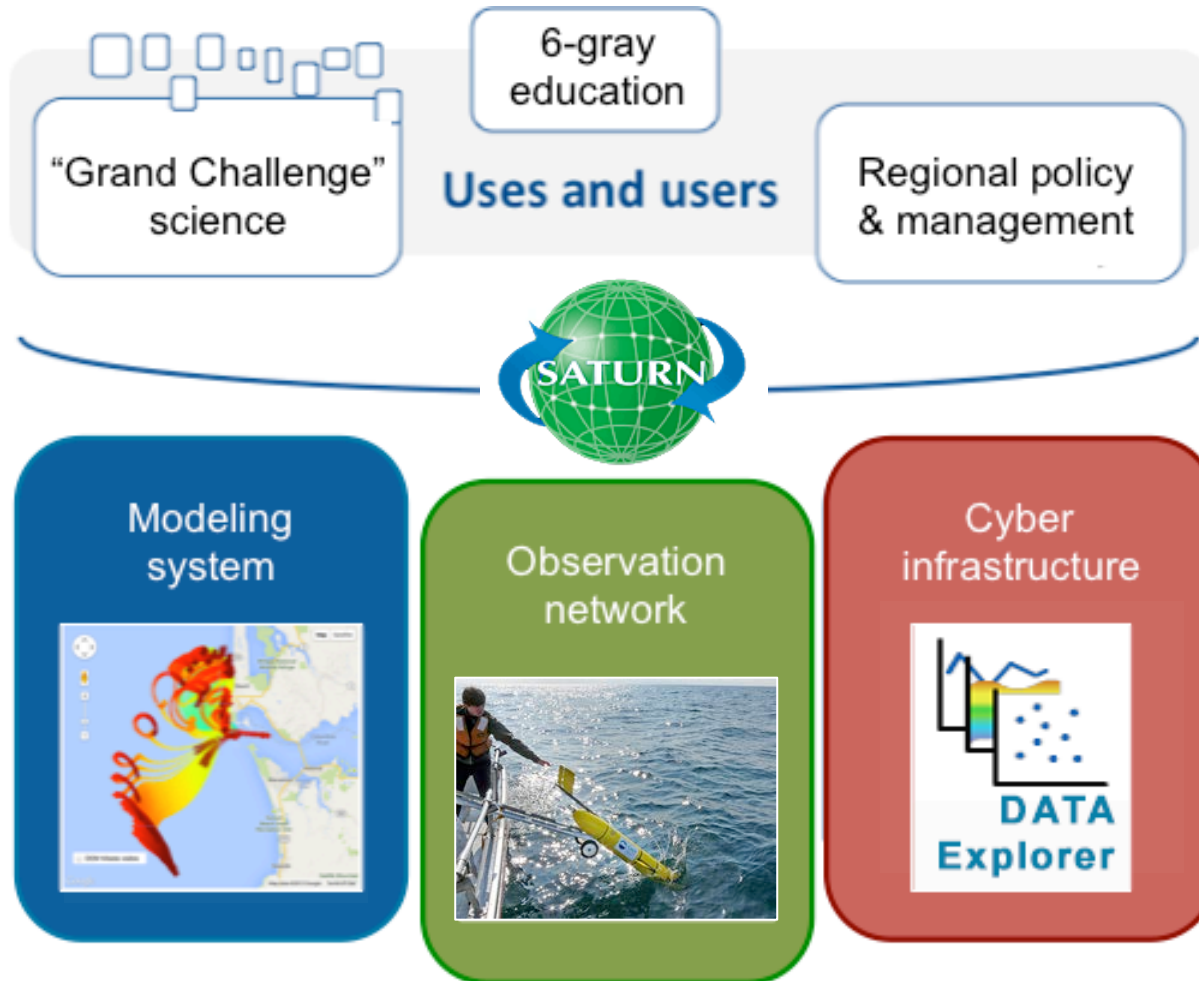 6-gray
education
“Grand Challenge”
science
Uses and users
Regional policy
& management
SATURN
Modeling
system
Observation
network
Cyber
infrastructure
DATA
Explorer